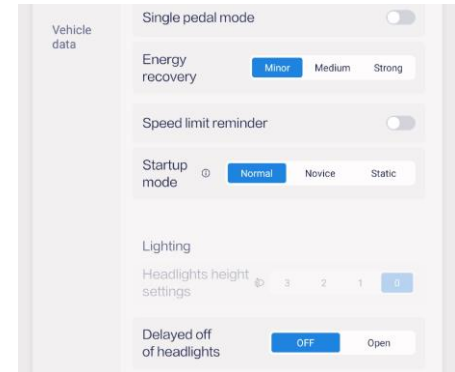 Single pedal mode
Vehicle
data
Energy
recovery
Minor Medium Strong
Speed limit reminder
Startup
mode
Normal Novice Static
Lighting
Headlights height
settings
3 2 1 0
Delayed off
of headlights
OFF Open